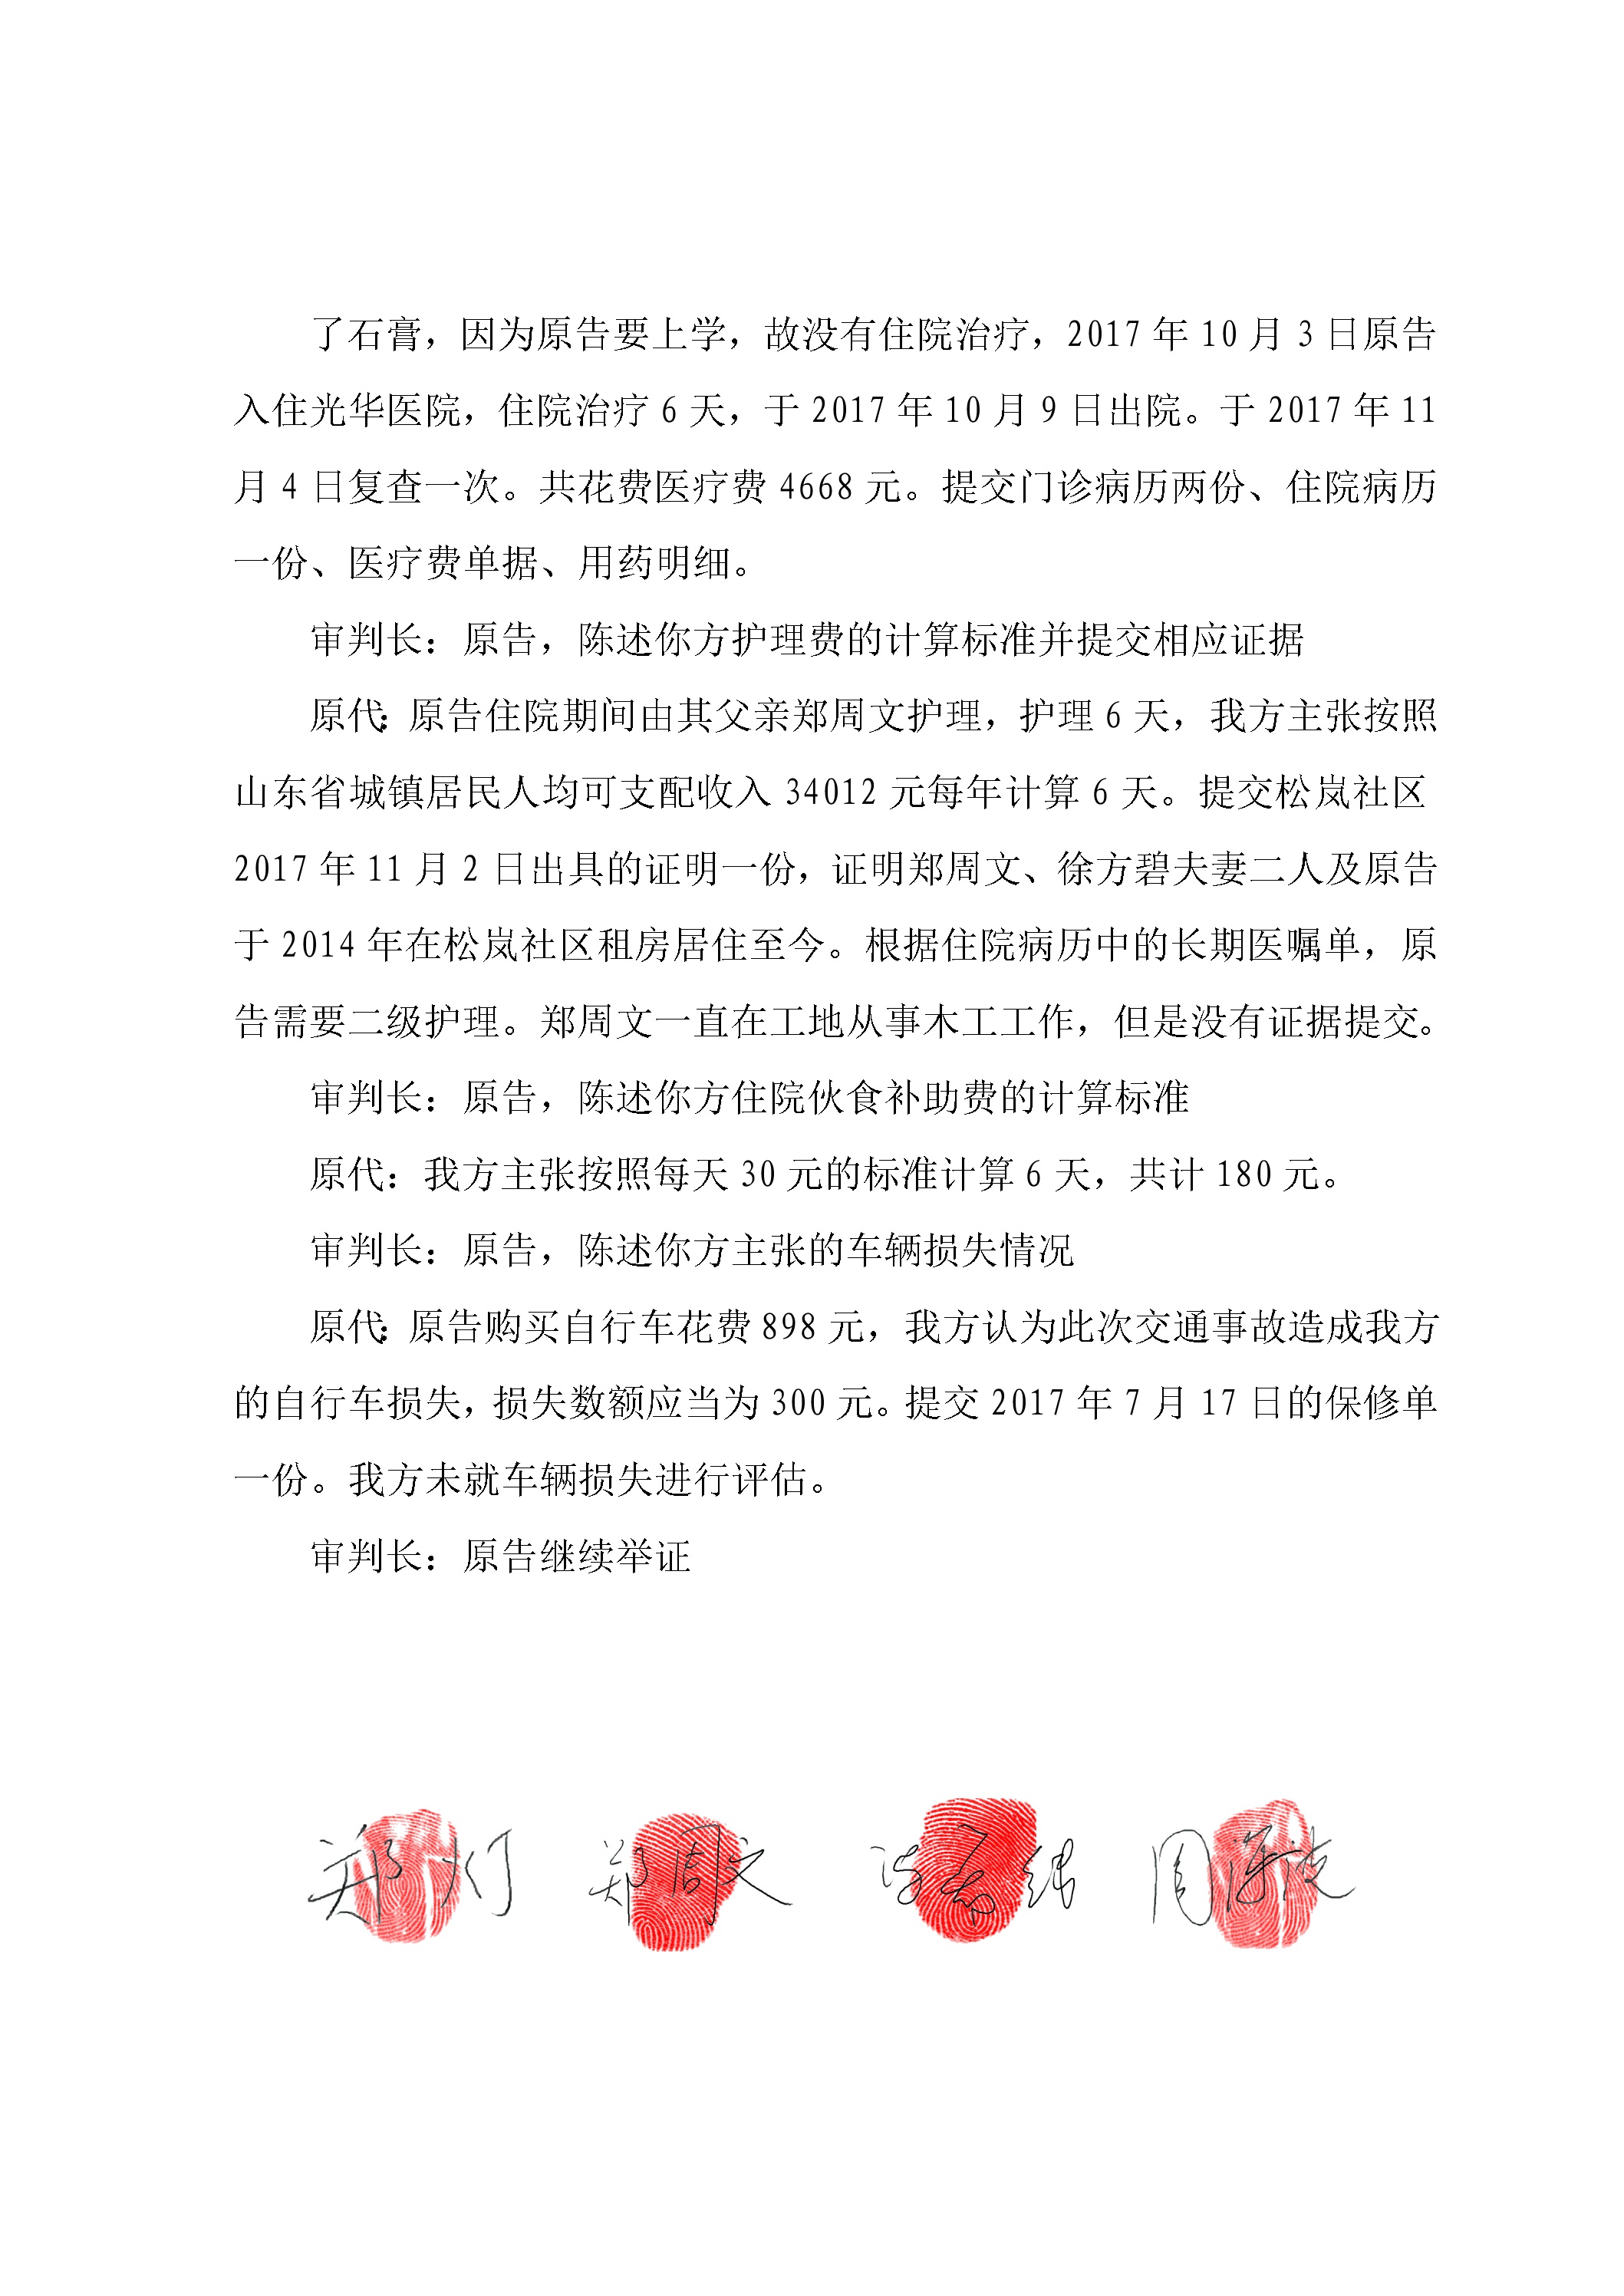 了石膏，因为原告要上学，故没有住院治疗，2017 年 10 月 3 日原告
入住光华医院，住院治疗 6 天，于 2017 年 10 月 9 日出院。于 2017 年 11
月 4 日复查一次。共花费医疗费 4668 元。提交门诊病历两份、住院病历
一份、医疗费单据、用药明细。
审判长：原告，陈述你方护理费的计算标准并提交相应证据
原代：原告住院期间由其父亲郑周文护理，护理 6 天，我方主张按照
山东省城镇居民人均可支配收入 34012 元每年计算 6 天。提交松岚社区
2017 年 11 月 2 日出具的证明一份，证明郑周文、徐方碧夫妻二人及原告
于 2014 年在松岚社区租房居住至今。根据住院病历中的长期医嘱单，原
告需要二级护理。郑周文一直在工地从事木工工作，但是没有证据提交。
审判长：原告，陈述你方住院伙食补助费的计算标准
原代：我方主张按照每天 30 元的标准计算 6 天，共计 180 元。
审判长：原告，陈述你方主张的车辆损失情况
原代：原告购买自行车花费 898 元，我方认为此次交通事故造成我方
的自行车损失，损失数额应当为 300 元。提交 2017 年 7 月 17 日的保修单
一份。我方未就车辆损失进行评估。
审判长：原告继续举证
郑灯 郑周文